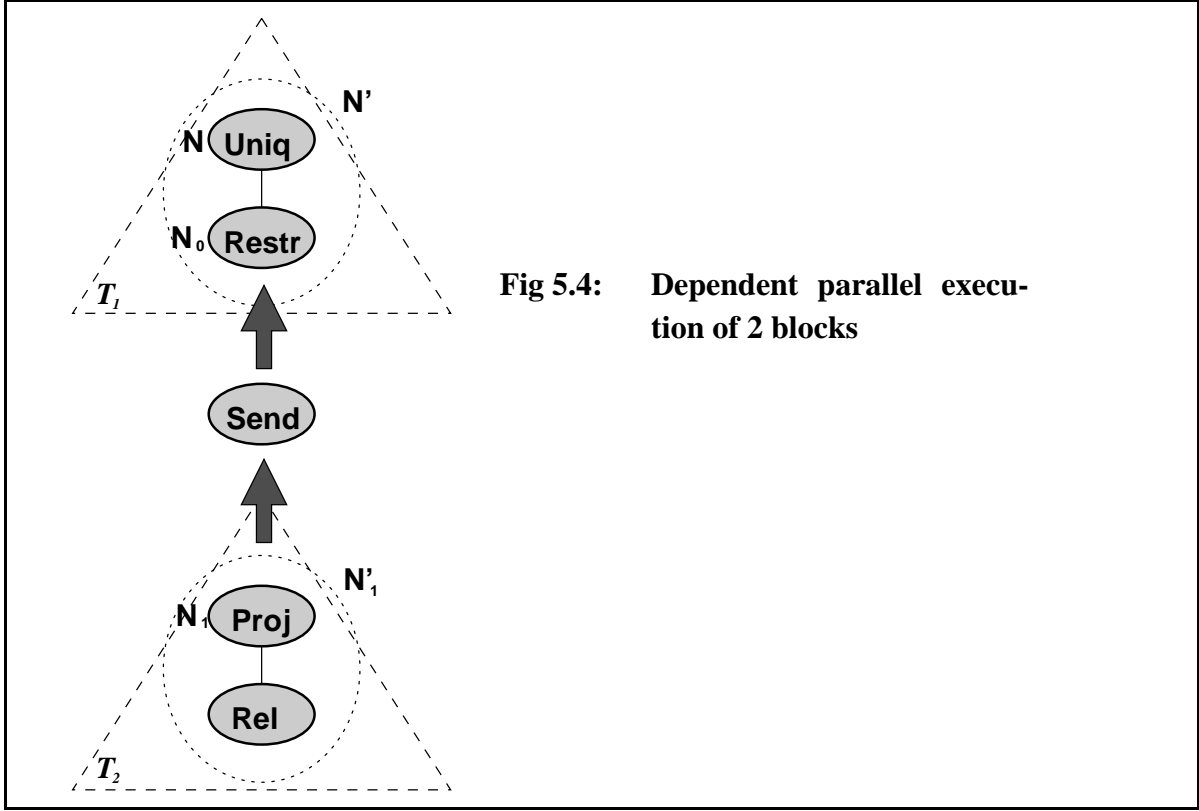 N'
N Uniq
N₀ Restr
T₁
Fig 5.4: Dependent parallel execu-
tion of 2 blocks
Send
N'₁
N₁ Proj
Rel
T₂